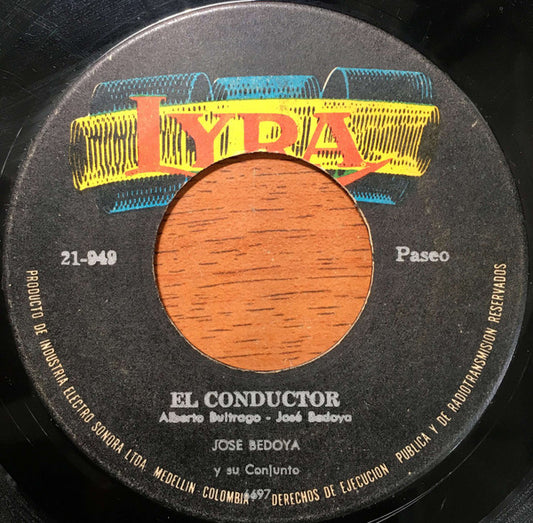 LYRA
21-949
Paseo
EL CONDUCTOR
Alberto Buitrago - José Bedoya
JOSE BEDOYA
y su Conjunto
6497
PRODUCTO DE INDUSTRIA ELECTRO SONORA LTDA. MEDELLIN - COLOMBIA - DERECHOS DE EJECUCION PUBLICA Y DE RADIOTRANSMISION RESERVADOS